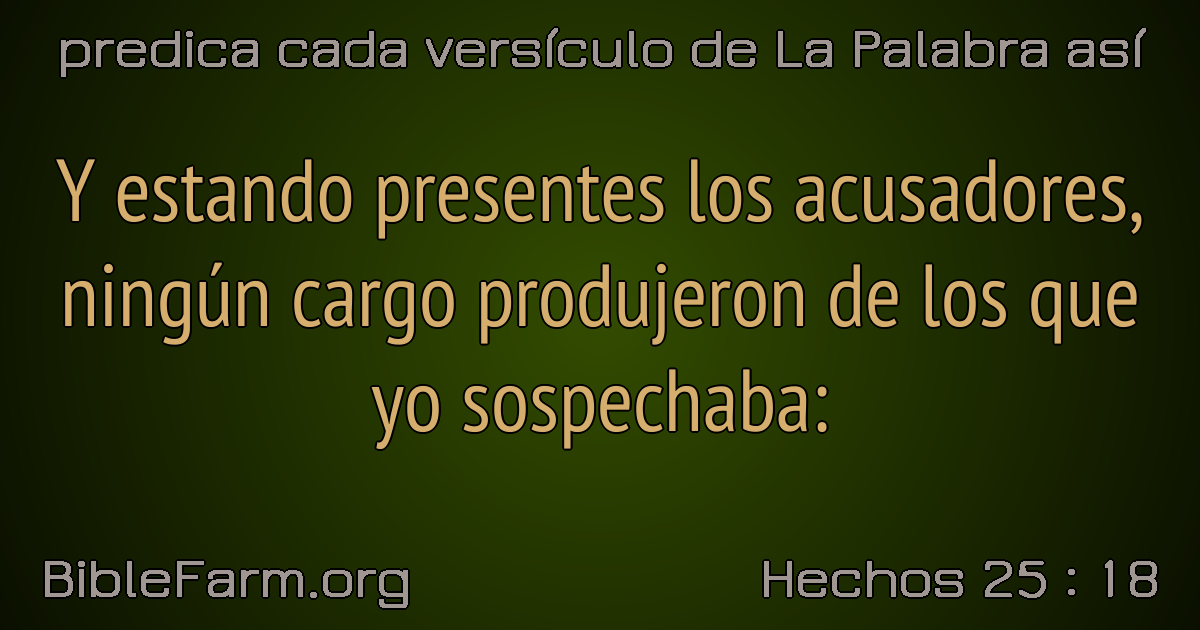 predica cada versículo de La Palabra así
Y estando presentes los acusadores,
ningún cargo produjeron de los que
yo sospechaba:
BibleFarm.org
Hechos 25 : 18